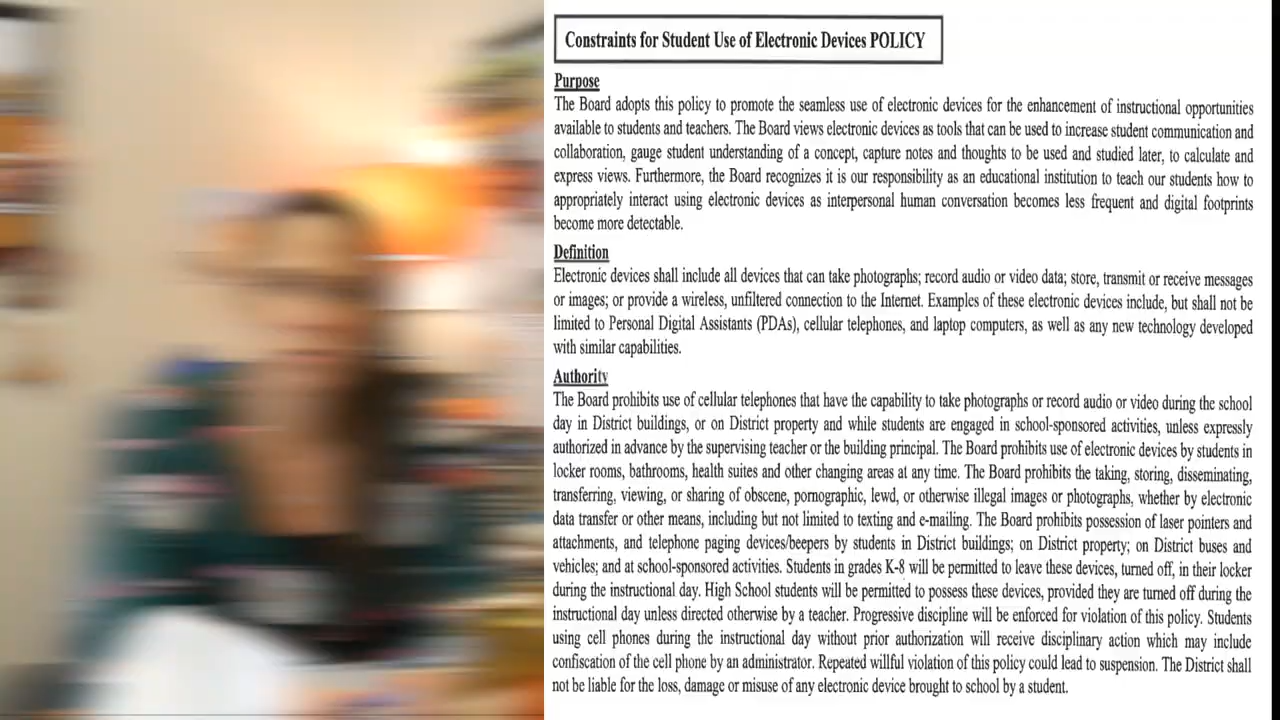 Constraints for Student Use of Electronic Devices POLICY
Purpose
The Board adopts this policy to promote the seamless use of electronic devices for the enhancement of instructional opportunities
available to students and teachers. The Board views electronic devices as tools that can be used to increase student communication and
collaboration, gauge student understanding of a concept, capture notes and thoughts to be used and studied later, to calculate and
express views. Furthermore, the Board recognizes it is our responsibility as an educational institution to teach our students how to
appropriately interact using electronic devices as interpersonal human conversation becomes less frequent and digital footprints
become more detectable.
Definition
Electronic devices shall include all devices that can take photographs; record audio or video data; store, transmit or receive messages
or images; or provide a wireless, unfiltered connection to the Internet. Examples of these electronic devices include, but shall not be
limited to Personal Digital Assistants (PDAs), cellular telephones, and laptop computers, as well as any new technology developed
with similar capabilities.
Authority
The Board prohibits use of cellular telephones that have the capability to take photographs or record audio or video during the school
day in District buildings, or on District property and while students are engaged in school-sponsored activities, unless expressly
authorized in advance by the supervising teacher or the building principal. The Board prohibits use of electronic devices by students in
locker rooms, bathrooms, health suites and other changing areas at any time. The Board prohibits the taking, storing, disseminating,
transferring, viewing, or sharing of obscene, pornographic, lewd, or otherwise illegal images or photographs, whether by electronic
data transfer or other means, including but not limited to texting and e-mailing. The Board prohibits possession of laser pointers and
attachments, and telephone paging devices/beepers by students in District buildings; on District property; on District buses and
vehicles; and at school-sponsored activities. Students in grades K-8 will be permitted to leave these devices, turned off, in their locker
during the instructional day. High School students will be permitted to possess these devices, provided they are turned off during the
instructional day unless directed otherwise by a teacher. Progressive discipline will be enforced for violation of this policy. Students
using cell phones during the instructional day without prior authorization will receive disciplinary action which may include
confiscation of the cell phone by an administrator. Repeated willful violation of this policy could lead to suspension. The District shall
not be liable for the loss, damage or misuse of any electronic device brought to school by a student.